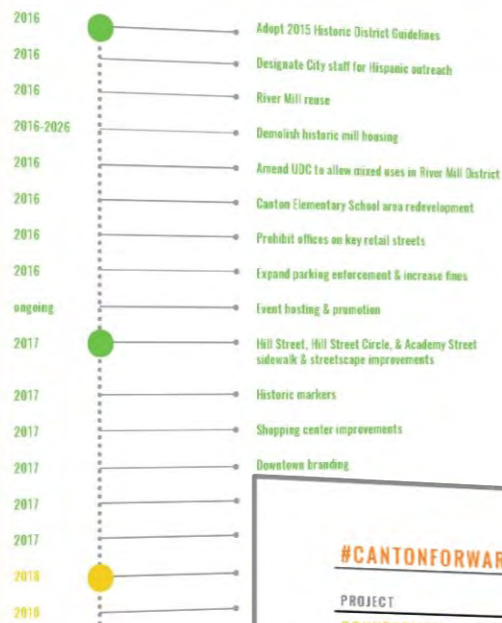 2016 Adopt 2015 Historic District Guidelines
2016 Designate City staff for Hispanic outreach
2016 River Mill reuse
2016-2026 Demolish historic mill housing
2016 Amend UDC to allow mixed uses in River Mill District
2016 Canton Elementary School area redevelopment
2016 Prohibit offices on key retail streets
2016 Expand parking enforcement & increase fines
ongoing Event hosting & promotion
2017 Hill Street, Hill Street Circle, & Academy Street
sidewalk & streetscape improvements
2017 Historic markers
2017 Shopping center improvements
2017 Downtown branding
2017
2017
2018
2018
#CANTONFORWAR
PROJECT